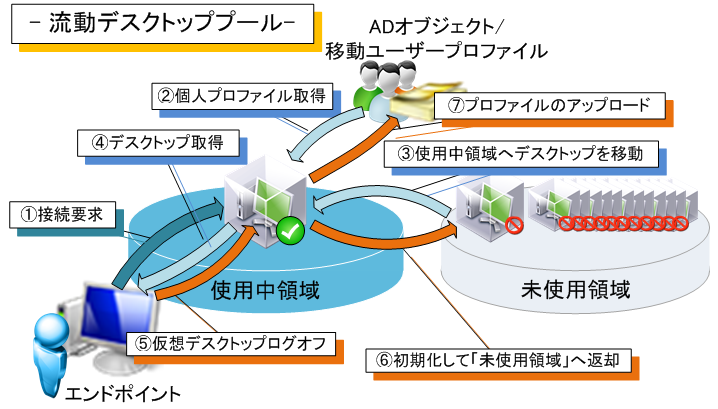 - 流動デスクトッププール-
ADオブジェクト/
移動ユーザープロファイル
②個人プロファイル取得
⑦プロファイルのアップロード
④デスクトップ取得
③使用中領域へデスクトップを移動
①接続要求
使用中領域
未使用領域
⑤仮想デスクトップログオフ
⑥初期化して「未使用領域」へ返却
エンドポイント